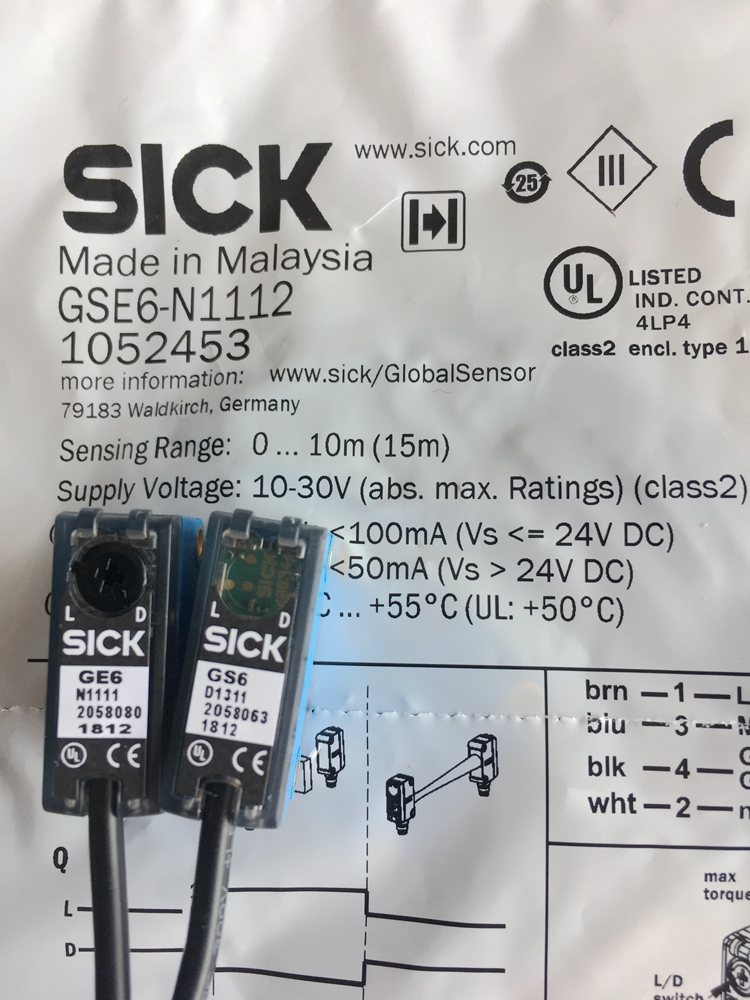 SICK
www.sick.com
25
III
C
Made in Malaysia
GSE6-N1112
1052453
UL
®
LISTED
IND. CONT.
4LP4
class2 encl. type 1
more information: www.sick/GlobalSensor
79183 Waldkirch, Germany
Sensing Range: 0 ... 10m (15m)
Supply Voltage: 10-30V (abs. max. Ratings) (class2)
<100mA (Vs <= 24V DC)
<50mA (Vs > 24V DC)
C ... +55°C (UL: +50°C)
L D
SICK
GE6
N1111
2058080
1812
UL CE
L D
SICK
GS6
D1311
2058063
1812
UL CE
brn — 1 — L
blu — 3 —
blk — 4 —
wht — 2 — n
Q
L
D
max
torque
L/D
switch